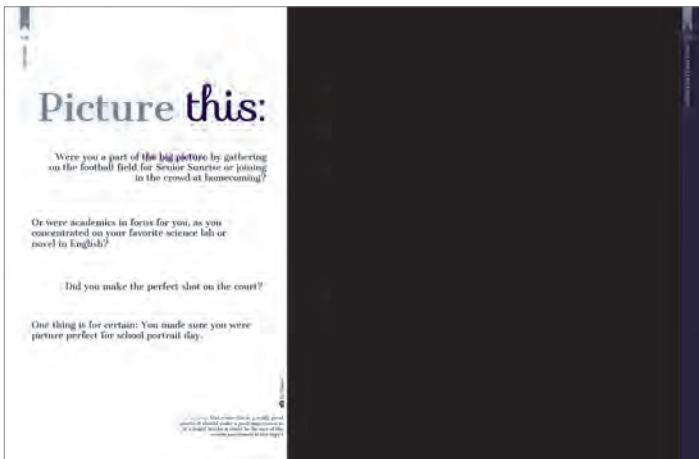 Picture this:
Were you a part of the big picture by gathering
on the football field for Senior Sunrise or joining
in the crowd at homecoming?
Or were academics in focus for you, as you
concentrated on your favorite science lab or
novel in English?
Did you make the perfect shot on the court?
One thing is for certain: You made sure you were
picture perfect for school portrait day.